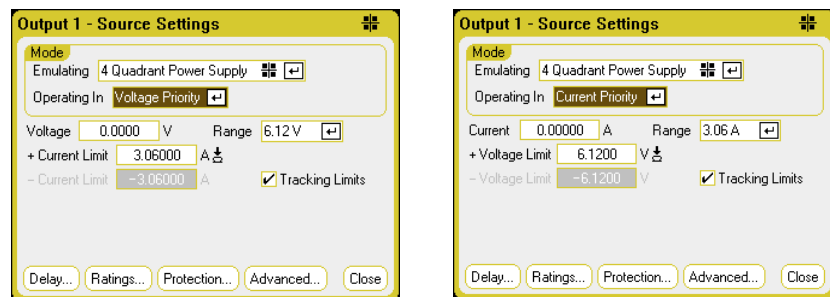 Output 1 - Source Settings
Mode
Emulating 4 Quadrant Power Supply
Operating In Voltage Priority
Voltage 0.0000 V Range 6.12 V
+ Current Limit 3.06000 A
- Current Limit -3.06000 A Tracking Limits
Delay... Ratings... Protection... Advanced... Close
Output 1 - Source Settings
Mode
Emulating 4 Quadrant Power Supply
Operating In Current Priority
Current 0.00000 A Range 3.06 A
+ Voltage Limit 6.1200 V
- Voltage Limit -6.1200 V Tracking Limits
Delay... Ratings... Protection... Advanced... Close